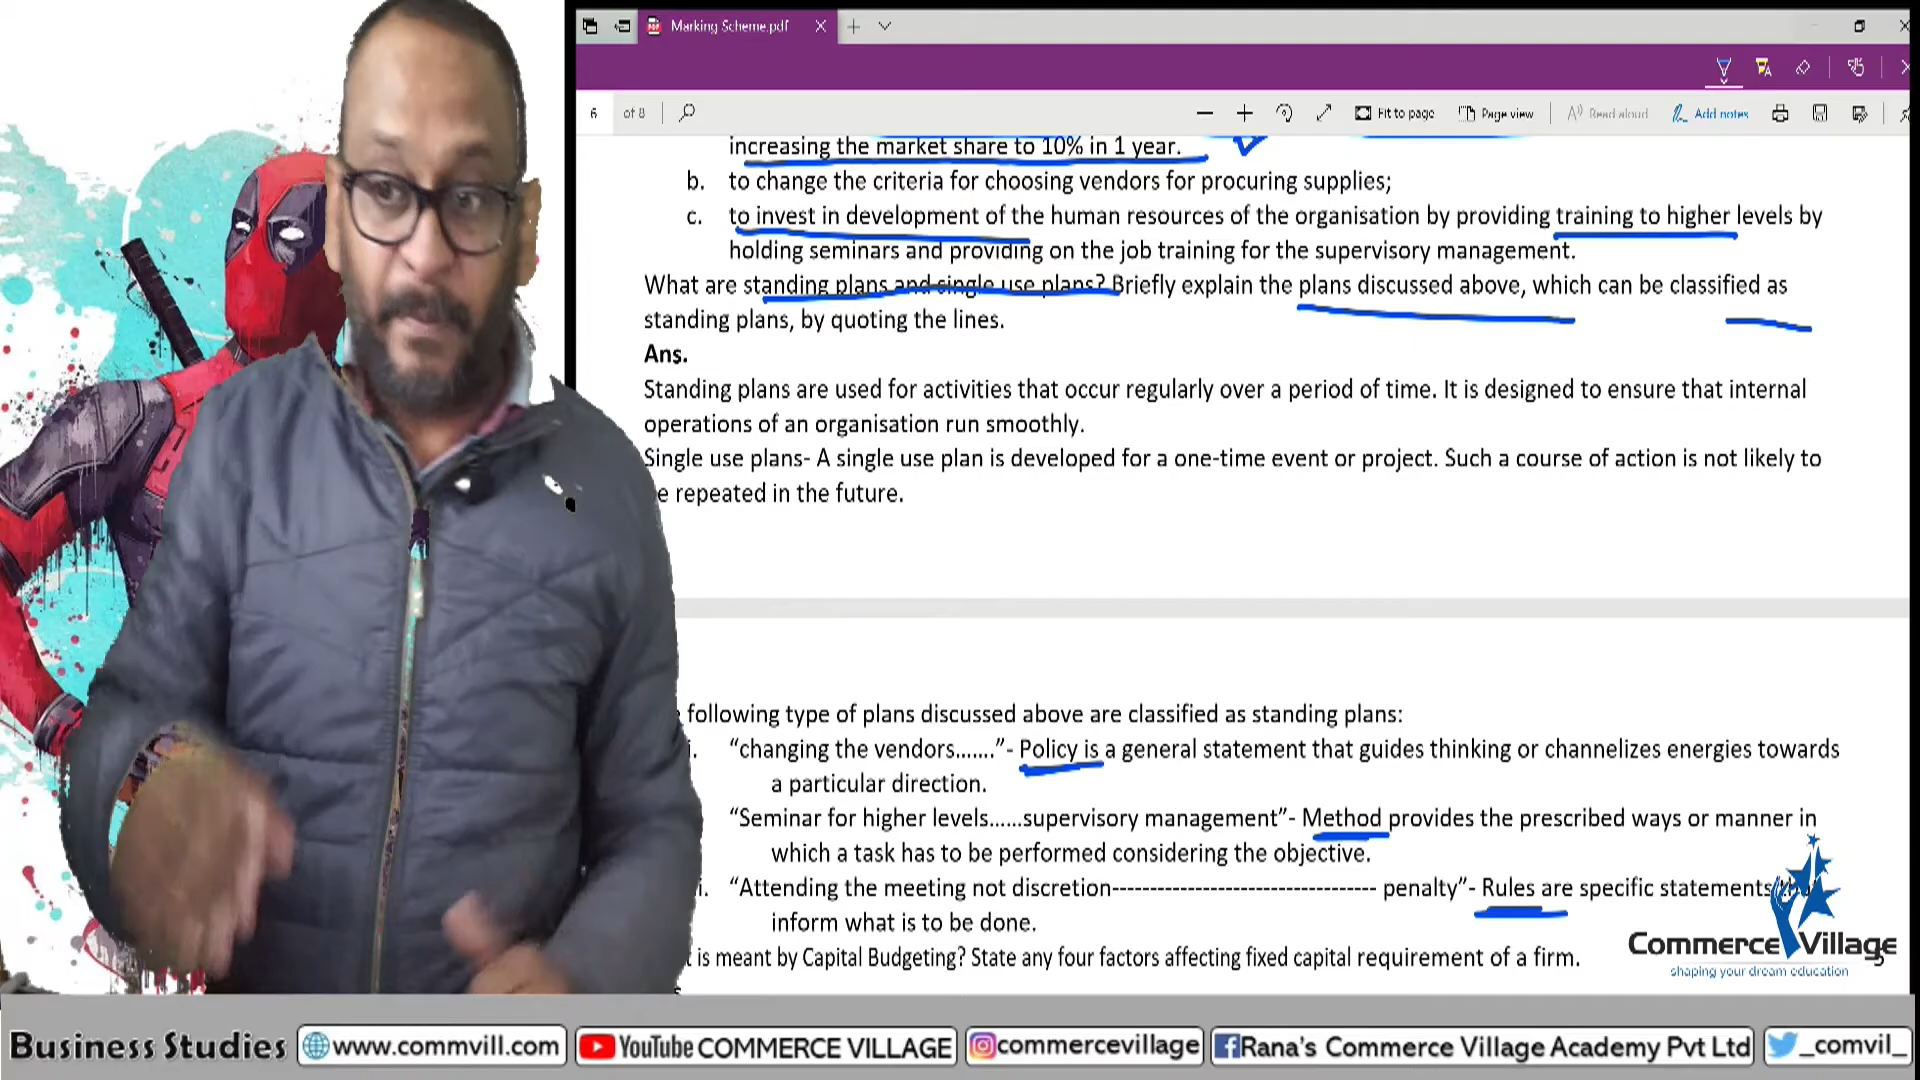 Marking Scheme.pdf
6 of 8
Fit to page
Page view
Read aloud
Add notes
increasing the market share to 10% in 1 year.
b. to change the criteria for choosing vendors for procuring supplies;
c. to invest in development of the human resources of the organisation by providing training to higher levels by
holding seminars and providing on the job training for the supervisory management.
What are standing plans and single use plans? Briefly explain the plans discussed above, which can be classified as
standing plans, by quoting the lines.
Ans.
Standing plans are used for activities that occur regularly over a period of time. It is designed to ensure that internal
operations of an organisation run smoothly.
Single use plans- A single use plan is developed for a one-time event or project. Such a course of action is not likely to
e repeated in the future.
following type of plans discussed above are classified as standing plans:
i. “changing the vendors.......”- Policy is a general statement that guides thinking or channelizes energies towards
a particular direction.
“Seminar for higher levels......supervisory management”- Method provides the prescribed ways or manner in
which a task has to be performed considering the objective.
i. “Attending the meeting not discretion----------------------------------- penalty”- Rules are specific statements
inform what is to be done.
t is meant by Capital Budgeting? State any four factors affecting fixed capital requirement of a firm.
Commerce Village
shaping your dream education
Business Studies
www.commvill.com
YouTube COMMERCE VILLAGE
commercevillage
Rana's Commerce Village Academy Pvt Ltd
_comvil_